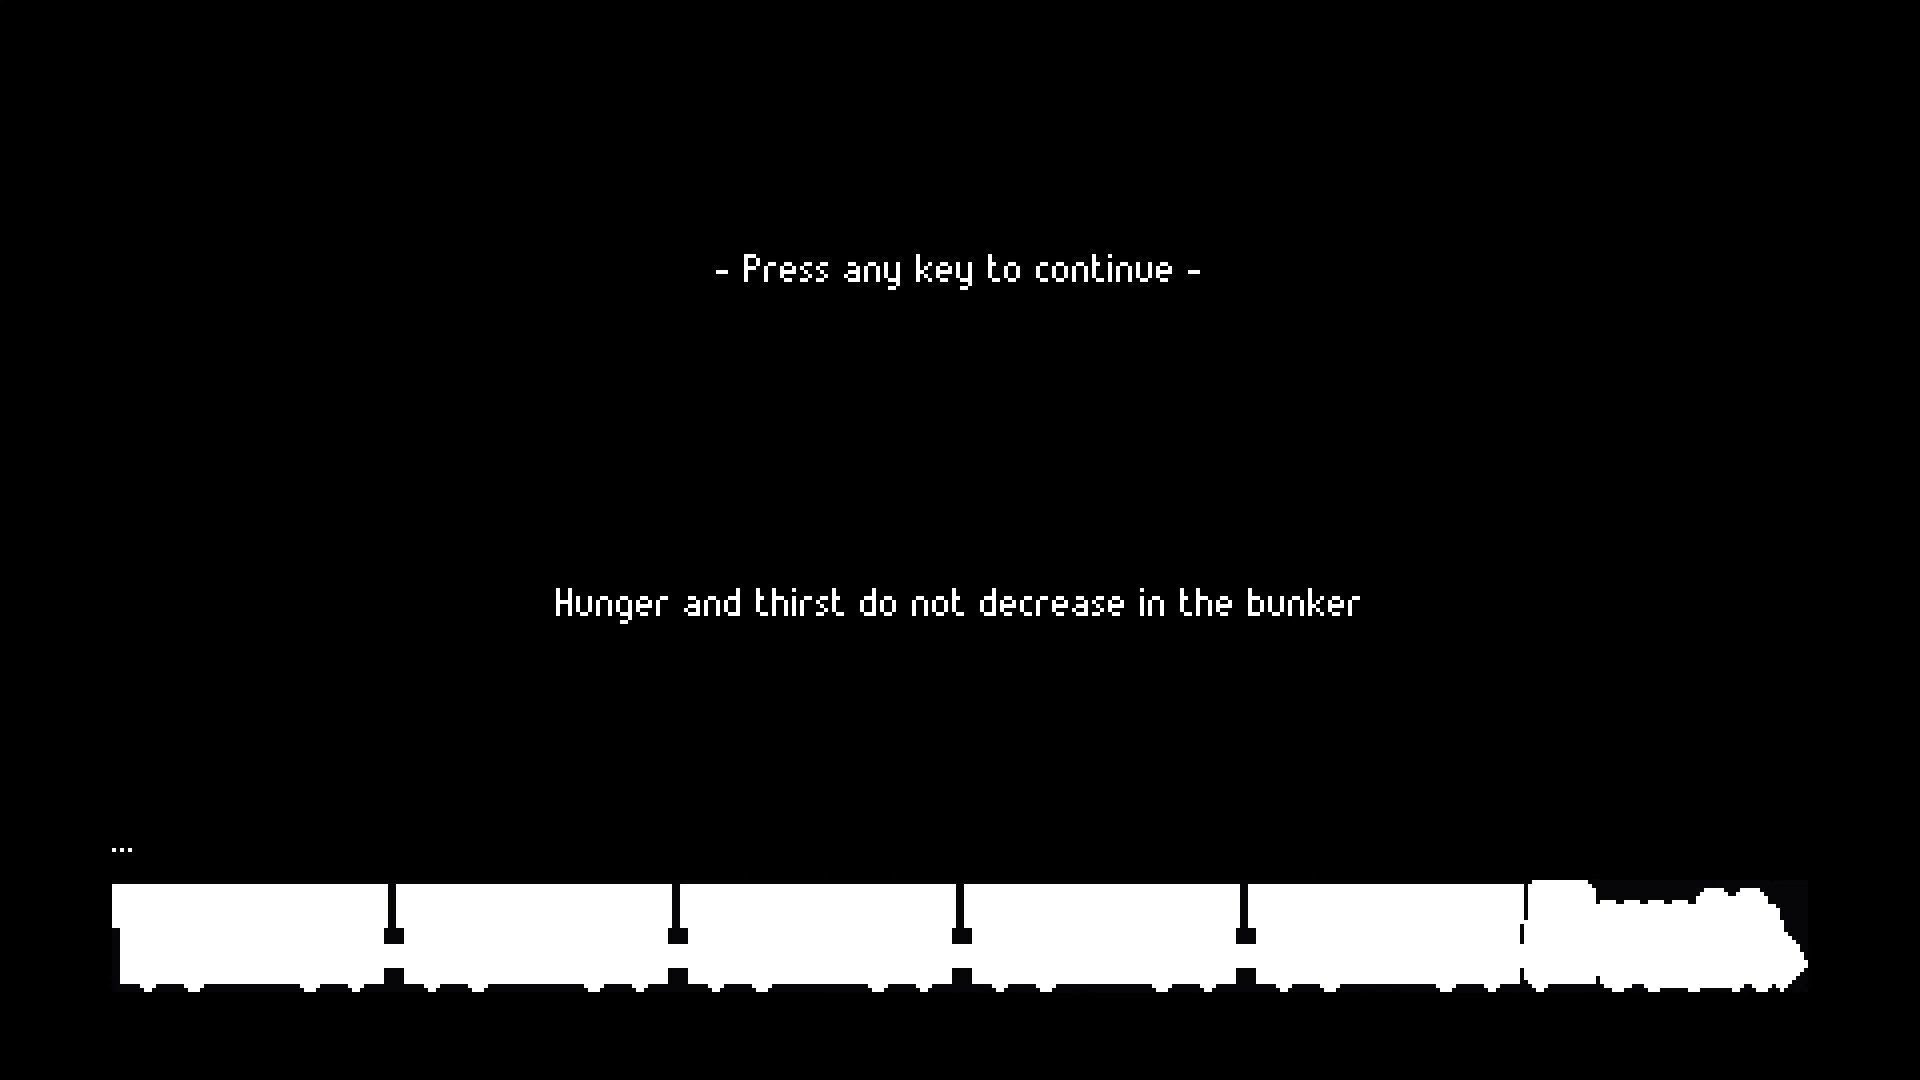 - Press any key to continue -
Hunger and thirst do not decrease in the bunker
...